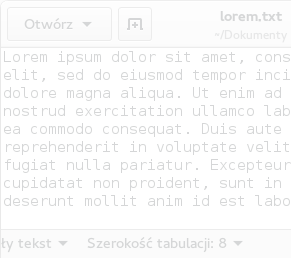 Otwórz
lorem.txt
~/Dokumenty
Lorem ipsum dolor sit amet, cons
elit, sed do eiusmod tempor inci
dolore magna aliqua. Ut enim ad
nostrud exercitation ullamco lab
ea commodo consequat. Duis aute
reprehenderit in voluptate velit
fugiat nulla pariatur. Excepteur
cupidatat non proident, sunt in
deserunt mollit anim id est labo
ły tekst Szerokość tabulacji: 8